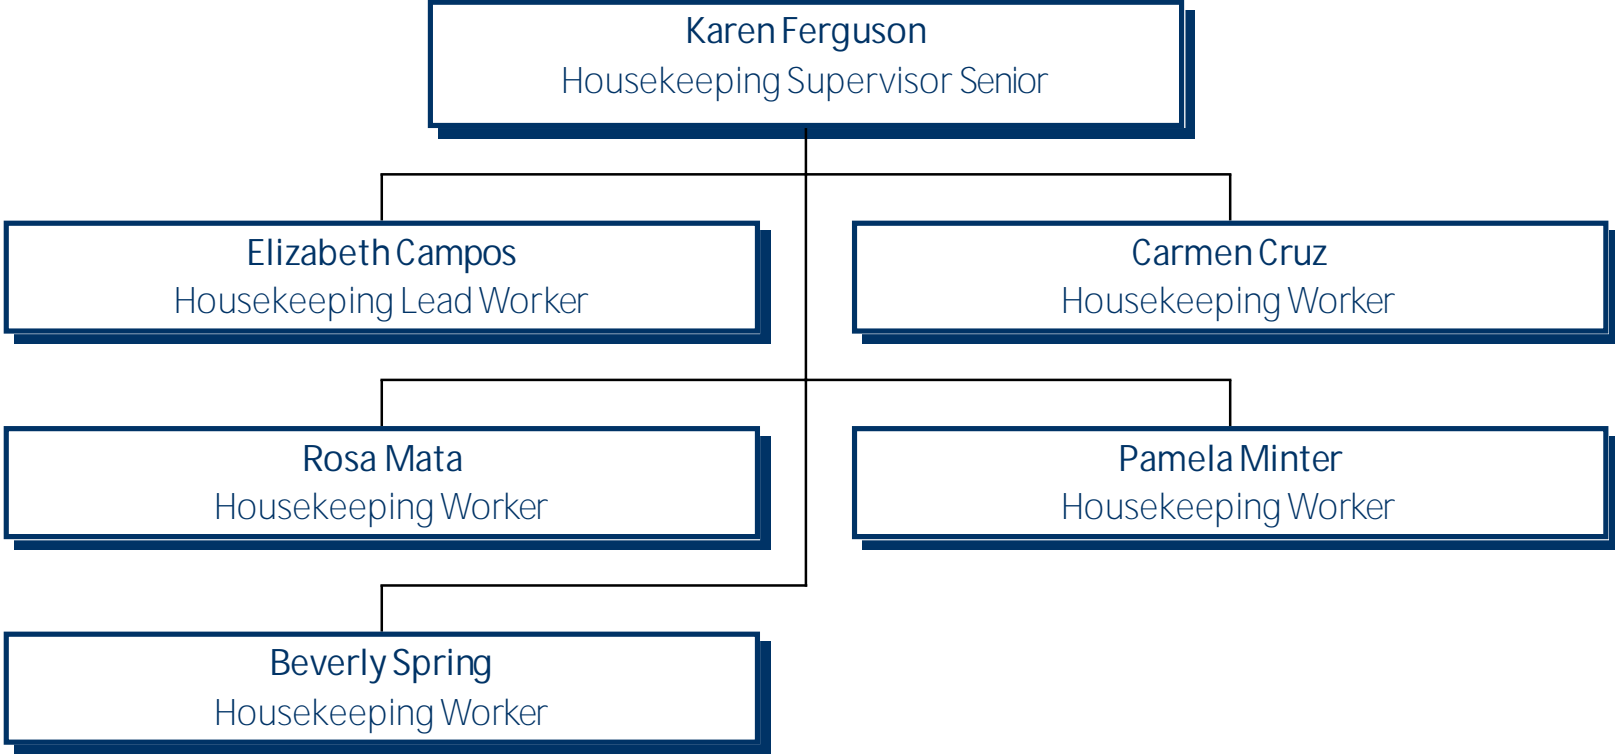 Karen Ferguson
Housekeeping Supervisor Senior
Elizabeth Campos
Housekeeping Lead Worker
Carmen Cruz
Housekeeping Worker
Rosa Mata
Housekeeping Worker
Pamela Minter
Housekeeping Worker
Beverly Spring
Housekeeping Worker